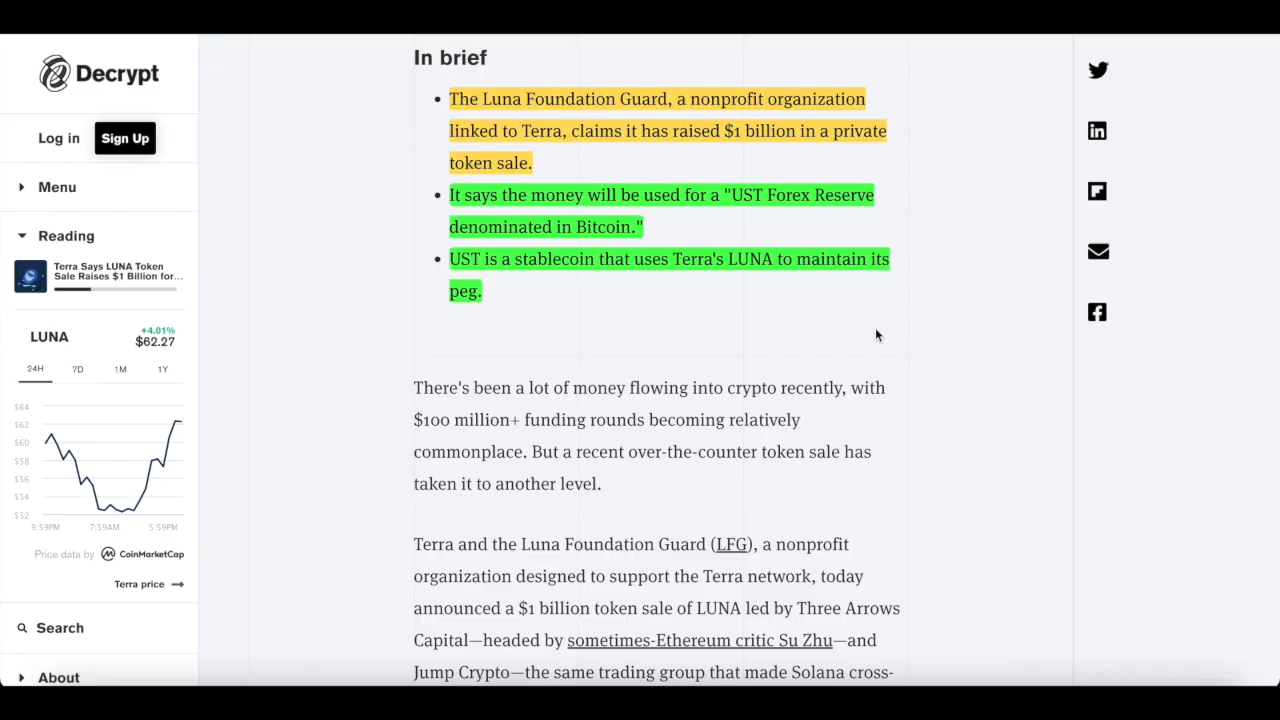 Decrypt
Log in
Sign Up
Menu
Reading
Terra Says LUNA Token
Sale Raises $1 Billion for...
LUNA
+4.01%
$62.27
24H
7D
1M
1Y
$64
$62
$60
$58
$56
$54
$52
9:59PM
7:59AM
5:59PM
Price data by
CoinMarketCap
Terra price
Search
About
In brief
The Luna Foundation Guard, a nonprofit organization
linked to Terra, claims it has raised $1 billion in a private
token sale.
It says the money will be used for a "UST Forex Reserve
denominated in Bitcoin."
UST is a stablecoin that uses Terra's LUNA to maintain its
peg.
There's been a lot of money flowing into crypto recently, with
$100 million+ funding rounds becoming relatively
commonplace. But a recent over-the-counter token sale has
taken it to another level.
Terra and the Luna Foundation Guard (LFG), a nonprofit
organization designed to support the Terra network, today
announced a $1 billion token sale of LUNA led by Three Arrows
Capital—headed by sometimes-Ethereum critic Su Zhu—and
Jump Crypto—the same trading group that made Solana cross-